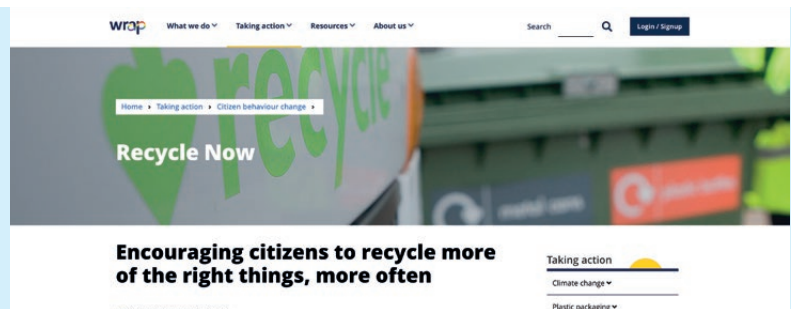 wrap What we do Taking action Resources About us Search Login / Signup
recycle
Home › Taking action › Citizen behaviour change ›
Recycle Now
metal cans
plastic bottles
Encouraging citizens to recycle more
of the right things, more often
Taking action
Climate change
Plastic packaging